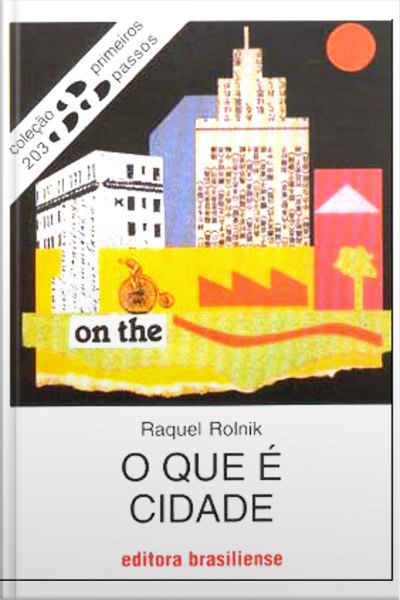 coleção
primeiros
203
passos
on the
Raquel Rolnik
O QUE É
CIDADE
editora brasiliense